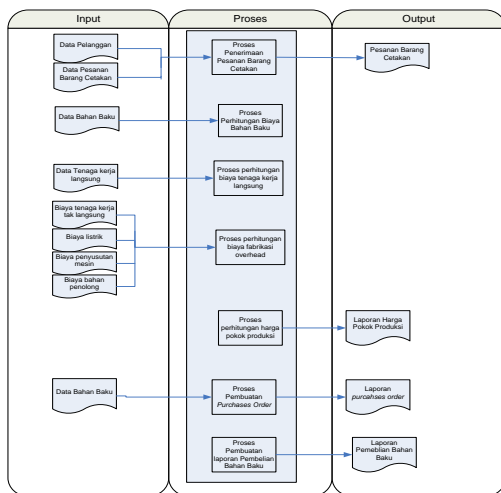 Input
Proses
Output
Data Pelanggan
Data Pesanan
Barang Cetakan
Proses
Penerimaan
Pesanan Barang
Cetakan
Pesanan Barang
Cetakan
Data Bahan Baku
Proses
Perhitungan Biaya
Bahan Baku
Data Tenaga kerja
langsung
Proses perhitungan
biaya tenaga kerja
langsung
Biaya tenaga kerja
tak langsung
Biaya listrik
Biaya penyusutan
mesin
Biaya bahan
penolong
Proses perhitungan
biaya fabrikasi
overhead
Proses
perhitungan harga
pokok produksi
Laporan Harga
Pokok Produksi
Data Bahan Baku
Proses
Pembuatan
Purchases Order
Laporan
purcahses order
Proses
Pembuatan
laporan Pembelian
Bahan Baku
Laporan
Pemeblian Bahan
Baku